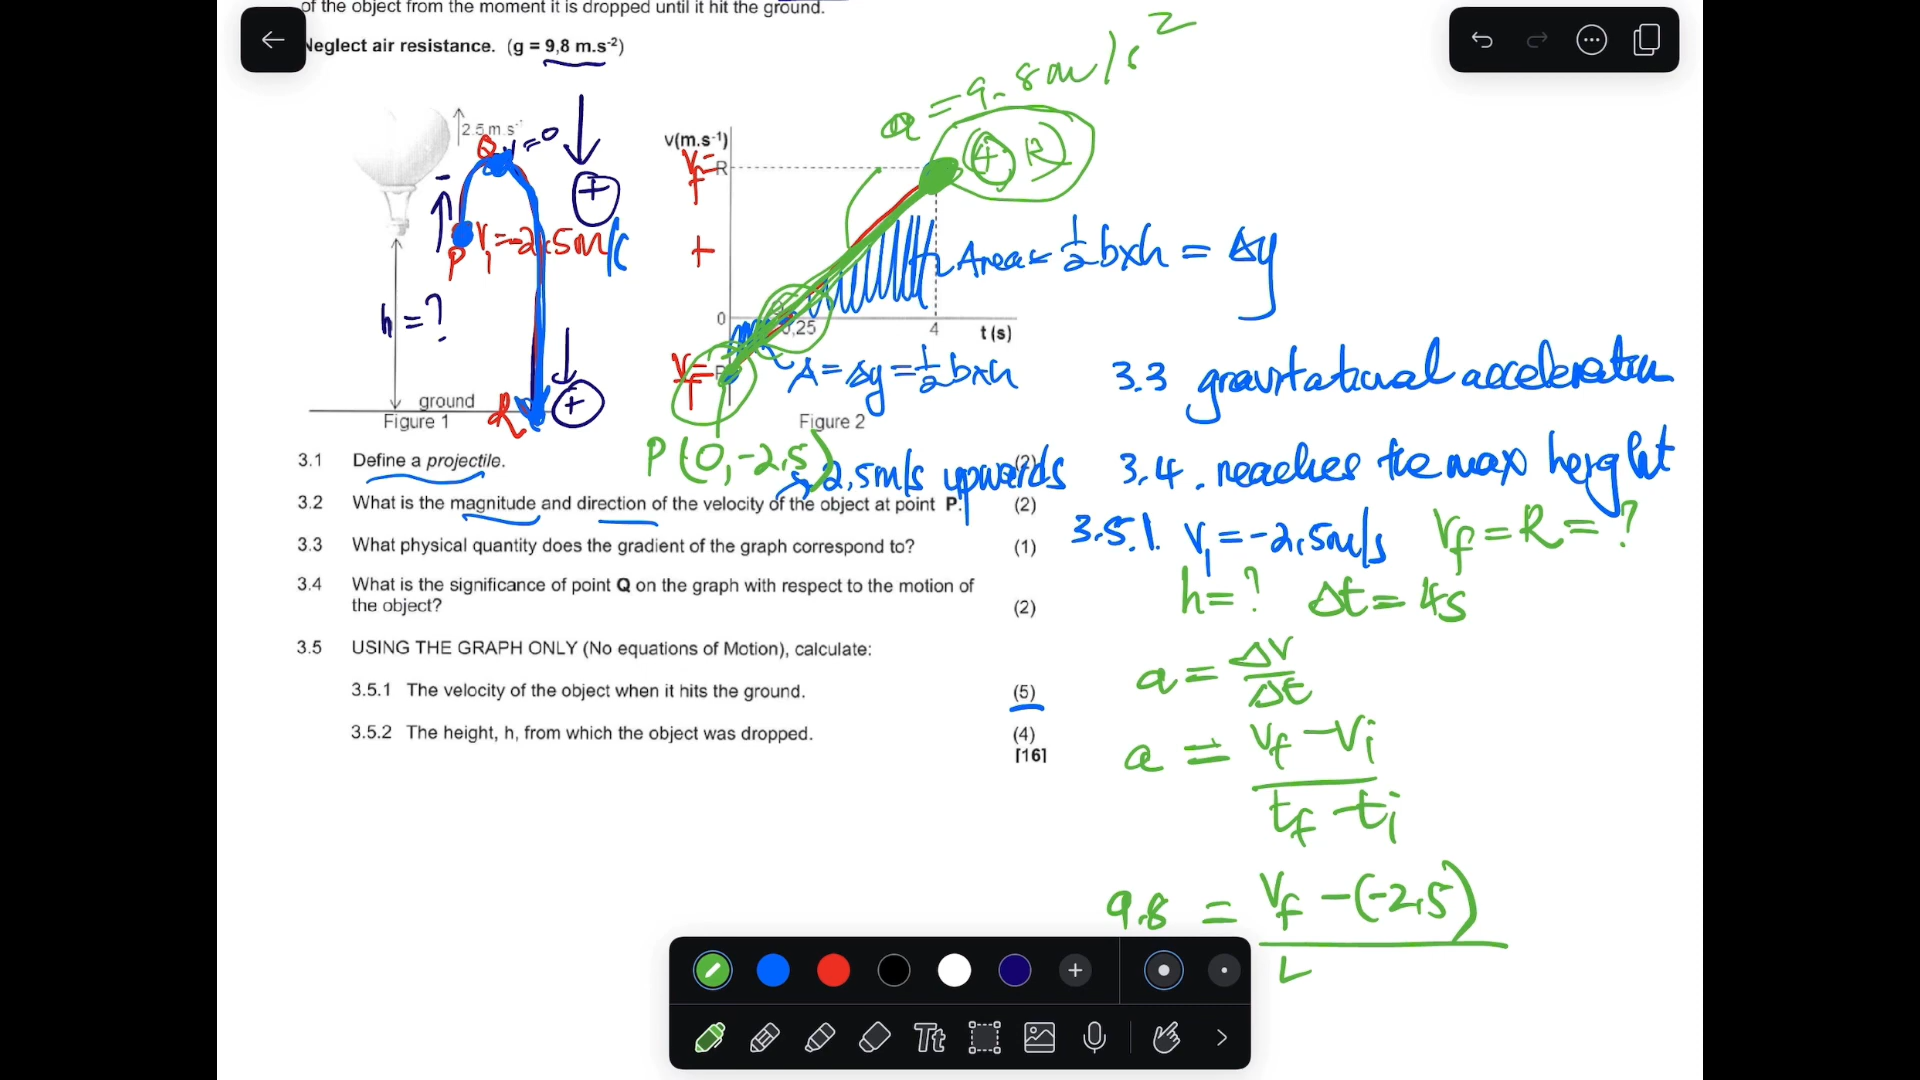 of the object from the moment it is dropped until it hit the ground.
Neglect air resistance. (g = 9,8 m.s⁻²)
a = 9.8m/s²
2.5 m.s⁻¹
Q v=0
+
-
P Vi=-2.5m/s
h = ?
+
R
ground
Figure 1
v(m.s⁻¹)
Vf= R
4 R
+
0
0,25
4
t (s)
Vi= P
Area = ½ b×h = Δy
A = Δy = ½ b×h
Figure 2
P (0, -2.5)
→ 2,5m/s upwards
3.1 Define a projectile. (2)
3.2 What is the magnitude and direction of the velocity of the object at point P. (2)
3.3 What physical quantity does the gradient of the graph correspond to? (1)
3.4 What is the significance of point Q on the graph with respect to the motion of
the object? (2)
3.5 USING THE GRAPH ONLY (No equations of Motion), calculate:
3.5.1 The velocity of the object when it hits the ground. (5)
3.5.2 The height, h, from which the object was dropped. (4)
[16]
3.3 gravitational acceleration
3.4. reaches the max height
3.5.1. Vi = -2,5m/s Vf = R = ?
h = ? Δt = 4s
a = ΔV/Δt
a = Vf - Vi / tf - ti
9.8 = Vf - (-2,5)
Tt